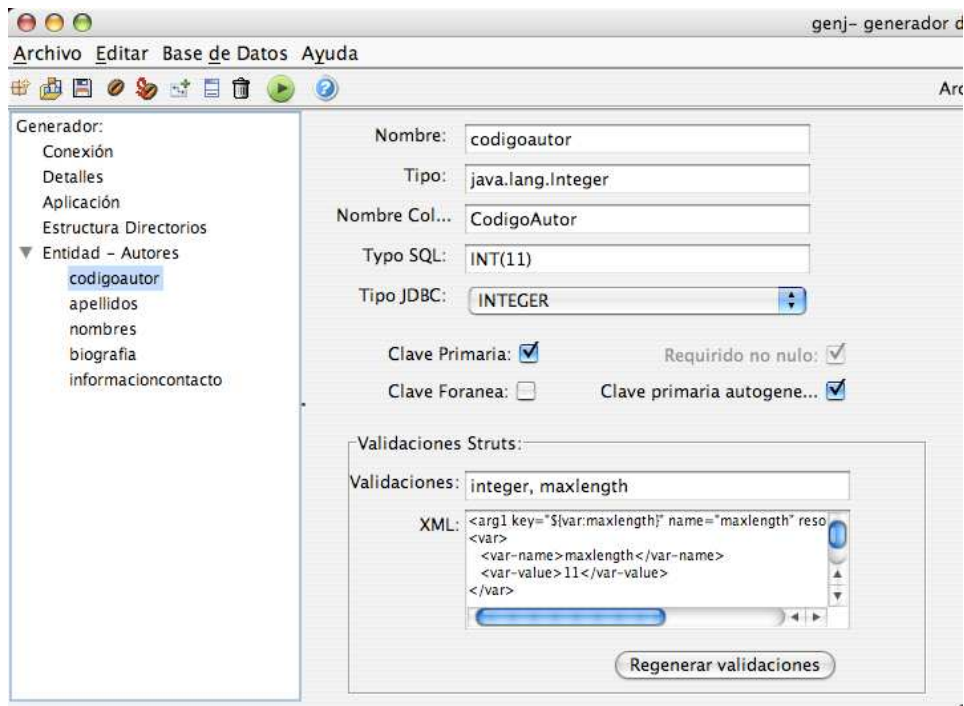 genj- generador d
Archivo Editar Base de Datos Ayuda
Arc
Generador:
Conexión
Detalles
Aplicación
Estructura Directorios
Entidad - Autores
codigoautor
apellidos
nombres
biografia
informacioncontacto
Nombre: codigoautor
Tipo: java.lang.Integer
Nombre Col... CodigoAutor
Typo SQL: INT(11)
Tipo JDBC: INTEGER
Clave Primaria: Requirido no nulo:
Clave Foranea: Clave primaria autogene...
Validaciones Struts:
Validaciones: integer, maxlength
XML: <arg1 key="${var:maxlength}" name="maxlength" reso
<var>
<var-name>maxlength</var-name>
<var-value>11</var-value>
</var>
Regenerar validaciones